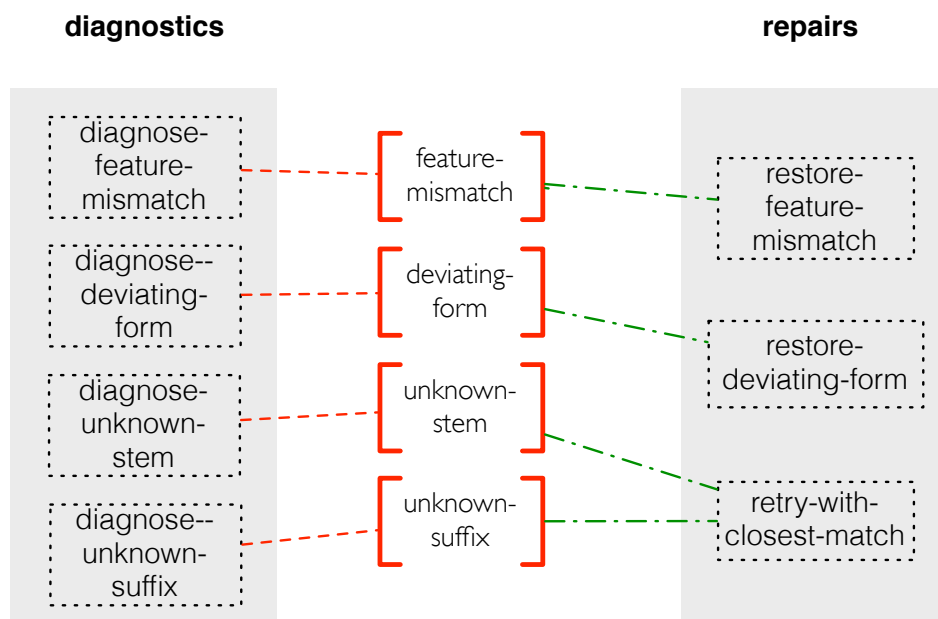 diagnostics
repairs
diagnose-
feature-
mismatch
diagnose--
deviating-
form
diagnose-
unknown-
stem
diagnose--
unknown-
suffix
feature-
mismatch
deviating-
form
unknown-
stem
unknown-
suffix
restore-
feature-
mismatch
restore-
deviating-form
retry-with-
closest-match